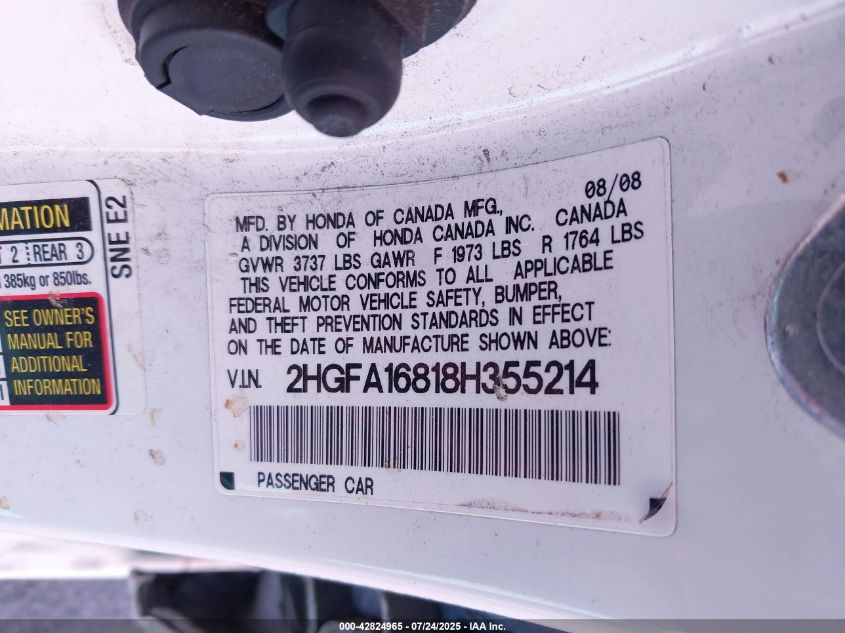 MATION
T 2 REAR 3
385kg or 850lbs.
SEE OWNER'S
MANUAL FOR
ADDITIONAL
INFORMATION
SNE E2
08/08
MFD. BY HONDA OF CANADA MFG.,
A DIVISION OF HONDA CANADA INC. CANADA
GVWR 3737 LBS GAWR F 1973 LBS R 1764 LBS
THIS VEHICLE CONFORMS TO ALL APPLICABLE
FEDERAL MOTOR VEHICLE SAFETY, BUMPER,
AND THEFT PREVENTION STANDARDS IN EFFECT
ON THE DATE OF MANUFACTURE SHOWN ABOVE:
V.I.N. 2HGFA16818H355214
PASSENGER CAR
000-42824965 - 07/24/2025 - IAA Inc.